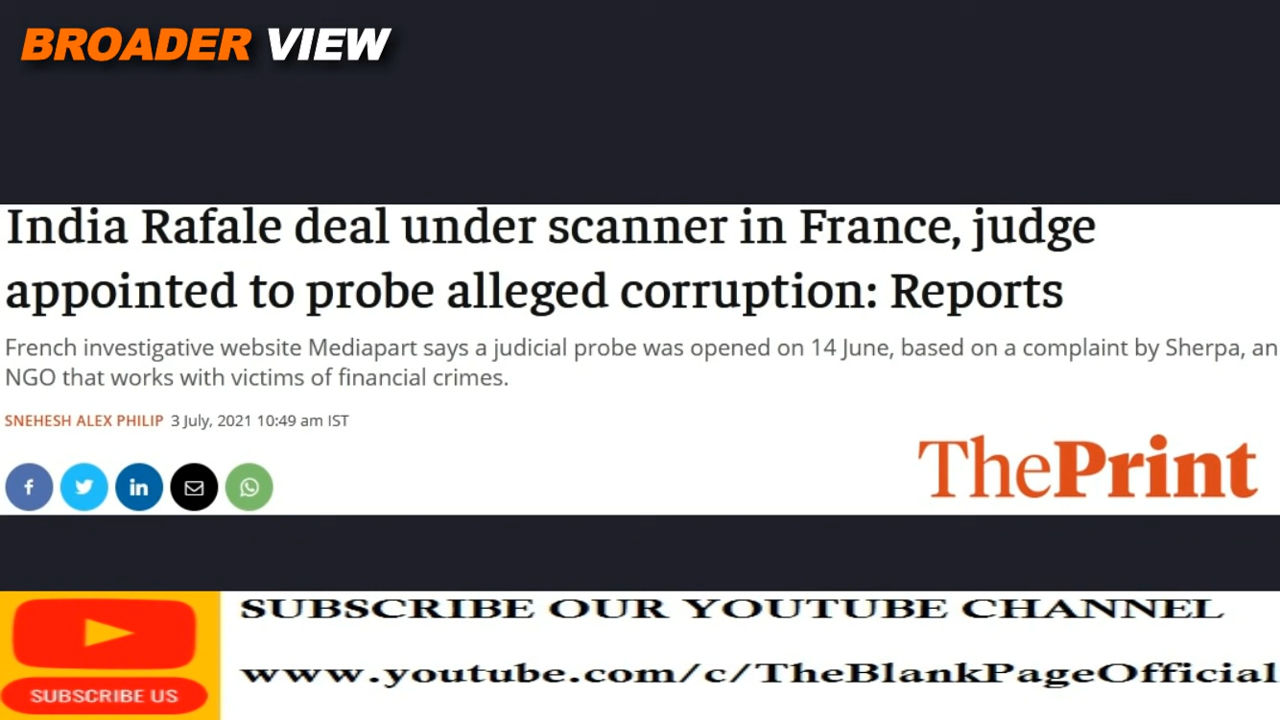 BROADER VIEW
India Rafale deal under scanner in France, judge
appointed to probe alleged corruption: Reports
French investigative website Mediapart says a judicial probe was opened on 14 June, based on a complaint by Sherpa, an
NGO that works with victims of financial crimes.
SNEHESH ALEX PHILIP 3 July, 2021 10:49 am IST
f in
ThePrint
SUBSCRIBE OUR YOUTUBE CHANNEL
www.youtube.com/c/TheBlankPageOfficial
SUBSCRIBE US